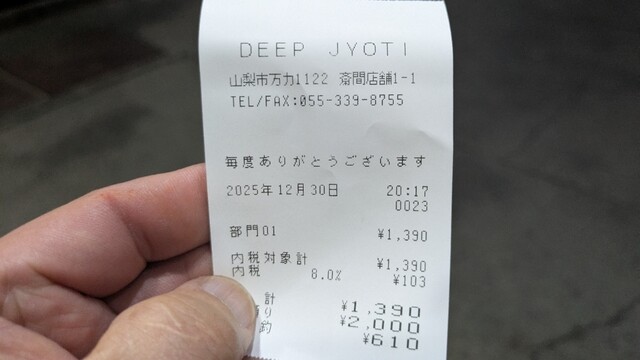 DEEP JYOTI
山梨市万力1122 斎間店舗1-1
TEL/FAX:055-339-8755
毎度ありがとうございます
2025年12月30日 20:17
0023
部門01 ¥1,390
内税対象計 ¥1,390
内税 8.0% ¥103
計 ¥1,390
り ¥2,000
釣 ¥610